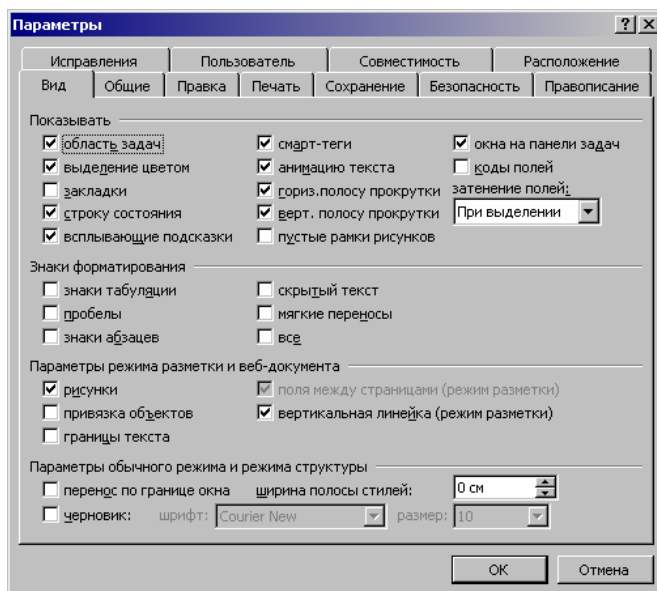 Параметры
Исправления Пользователь Совместимость Расположение
Вид Общие Правка Печать Сохранение Безопасность Правописание
Показывать
область задач смарт-теги окна на панели задач
выделение цветом анимацию текста коды полей
закладки гориз.полосу прокрутки затенение полей:
строку состояния верт. полосу прокрутки При выделении
всплывающие подсказки пустые рамки рисунков
Знаки форматирования
знаки табуляции скрытый текст
пробелы мягкие переносы
знаки абзацев все
Параметры режима разметки и веб-документа
рисунки поля между страницами (режим разметки)
привязка объектов вертикальная линейка (режим разметки)
границы текста
Параметры обычного режима и режима структуры
перенос по границе окна ширина полосы стилей: 0 см
черновик: шрифт: Courier New размер: 10
ОК Отмена